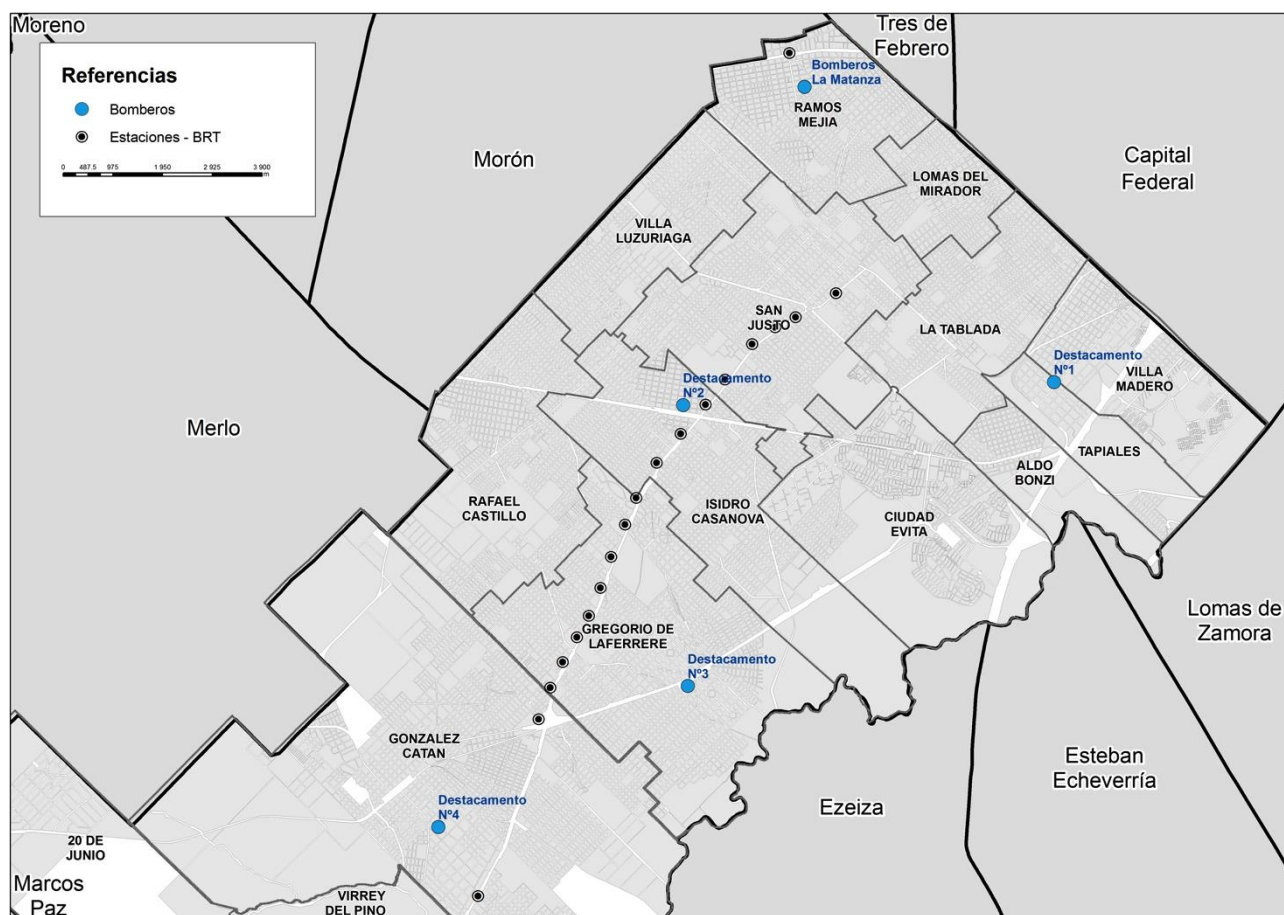 Moreno
Tres de
Febrero
Referencias
Bomberos
Estaciones - BRT
0 487.5 975 1 950 2 925 3 900
m
Bomberos
La Matanza
RAMOS
MEJIA
Morón
Capital
Federal
LOMAS DEL
MIRADOR
VILLA
LUZURIAGA
SAN
JUSTO
LA TABLADA
Destacamento
Nº1
VILLA
MADERO
Destacamento
Nº2
Merlo
TAPIALES
ALDO
BONZI
RAFAEL
CASTILLO
ISIDRO
CASANOVA
CIUDAD
EVITA
Lomas de
Zamora
GREGORIO DE
LAFERRERE
Destacamento
Nº3
GONZALEZ
CATAN
Esteban
Echeverría
Ezeiza
Destacamento
Nº4
20 DE
JUNIO
Marcos
Paz
VIRREY
DEL PINO